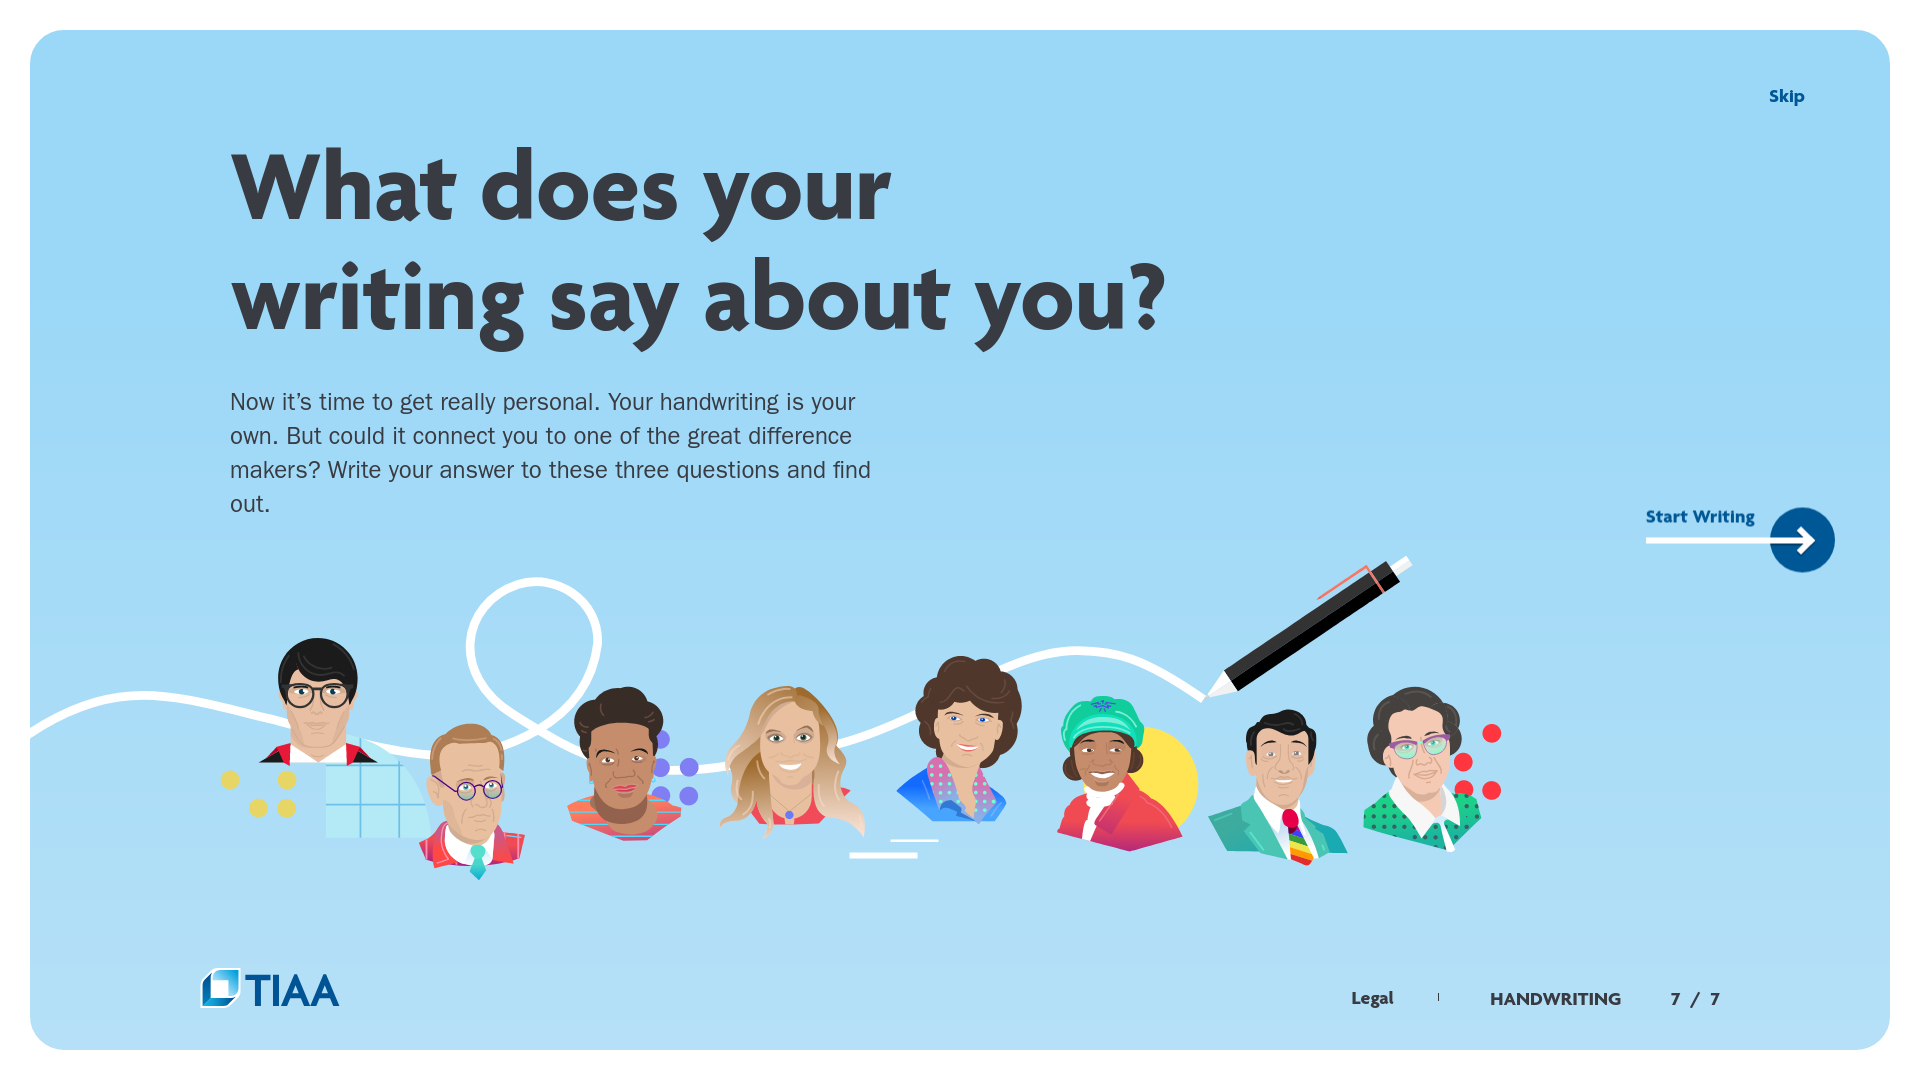 Skip
What does your
writing say about you?
Now it’s time to get really personal. Your handwriting is your
own. But could it connect you to one of the great difference
makers? Write your answer to these three questions and find
out.
Start Writing
TIAA
Legal
HANDWRITING
7 / 7